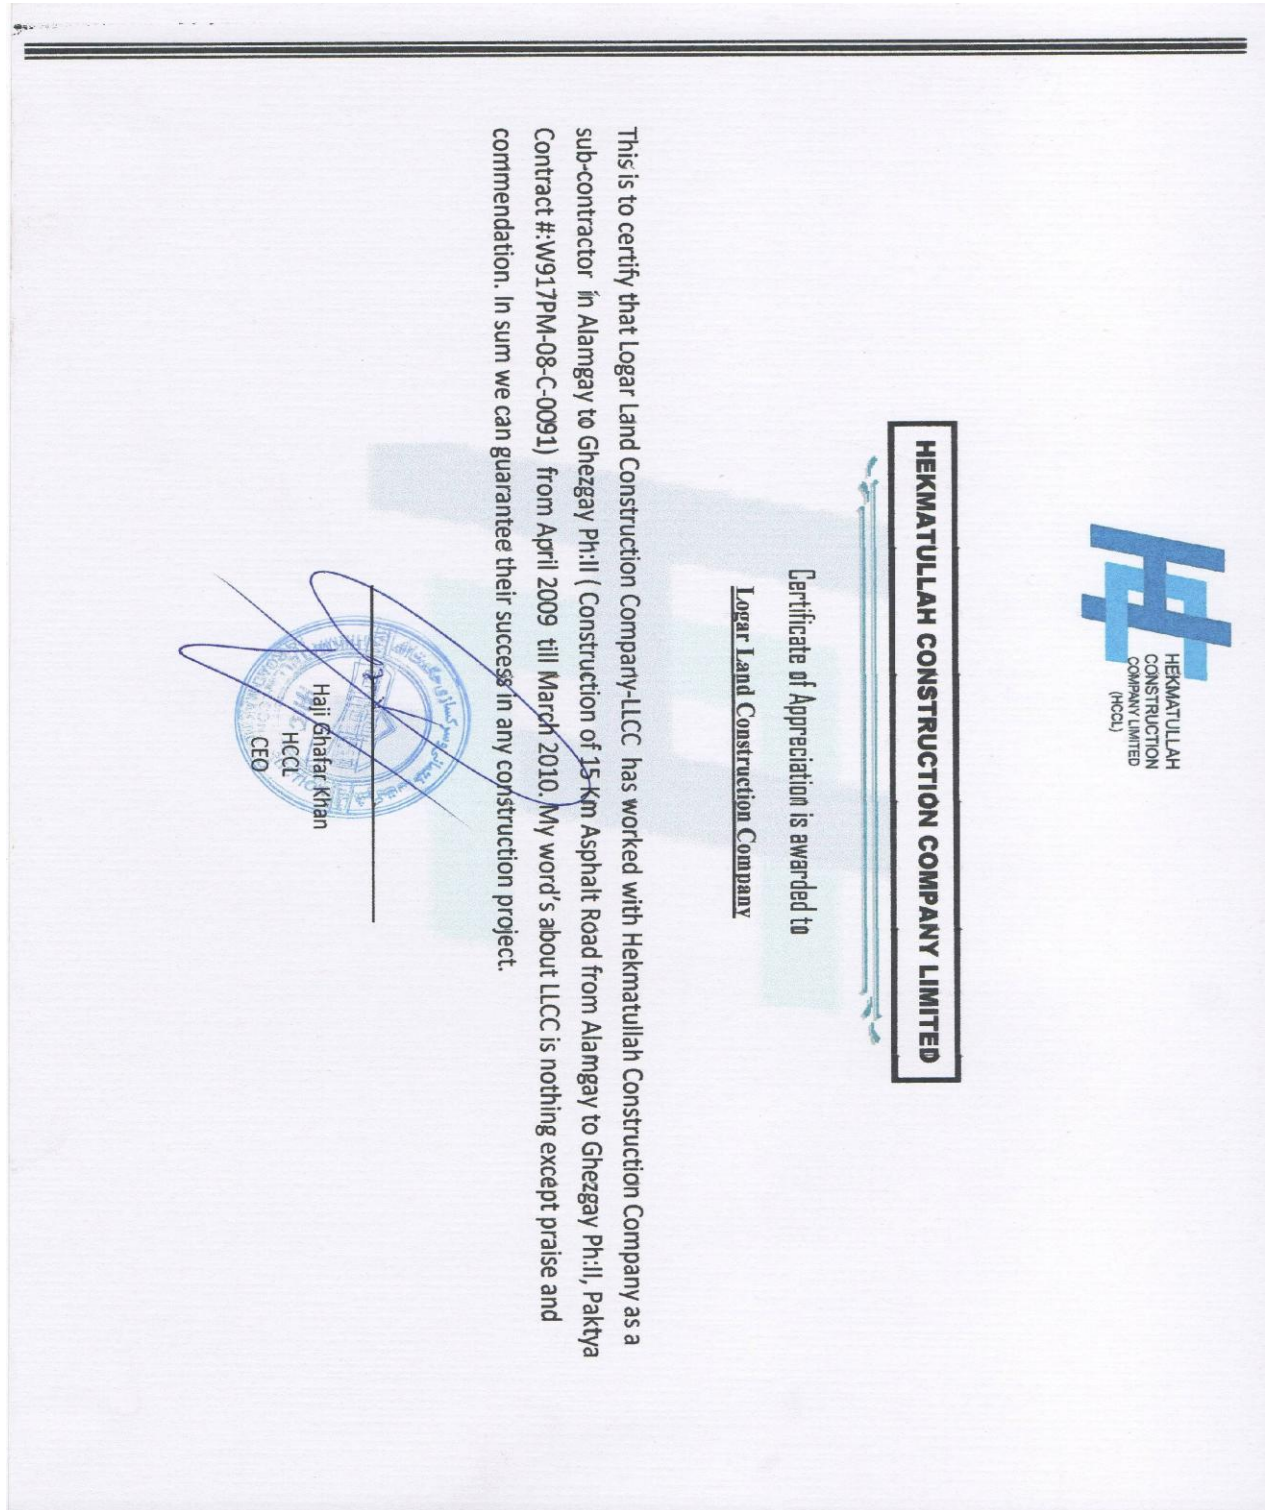 HEKMATULLAH
CONSTRUCTION
COMPANY LIMITED
(HCCL)
HEKMATULLAH CONSTRUCTION COMPANY LIMITED
Certificate of Appreciation is awarded to
Logar Land Construction Company
This is to certify that Logar Land Construction Company-LLCC has worked with Hekmatullah Construction Company as a
sub-contractor in Alamgay to Ghezgay Ph:II ( Construction of 15 Km Asphalt Road from Alamgay to Ghezgay Ph:II, Paktya
Contract #:W917PM-08-C-0091) from April 2009 till March 2010. My word's about LLCC is nothing except praise and
commendation. In sum we can guarantee their success in any construction project.
Haji Ghafar Khan
HCCL
CEO